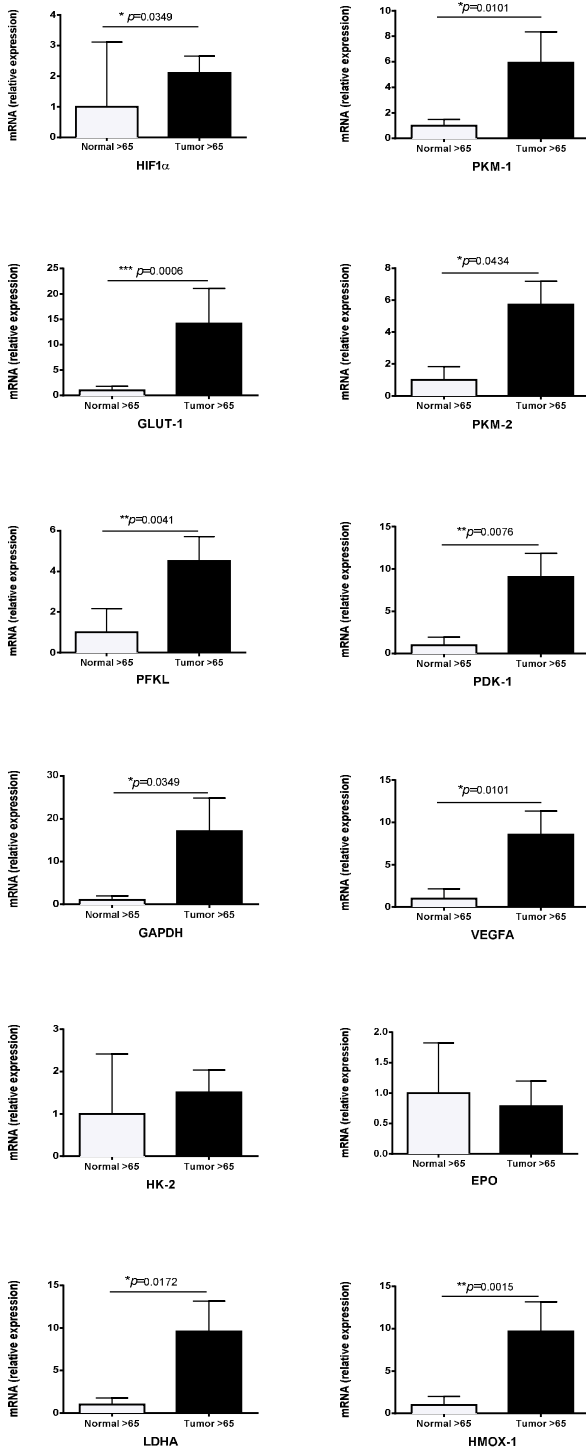 * p=0.0349
mRNA (relative expression)
4
3
2
1
0
Normal >65 Tumor >65
HIF1α
*p=0.0101
mRNA (relative expression)
10
8
6
4
2
0
Normal >65 Tumor >65
PKM-1
*** p=0.0006
mRNA (relative expression)
25
20
15
10
5
0
Normal >65 Tumor >65
GLUT-1
*p=0.0434
mRNA (relative expression)
8
6
4
2
0
Normal >65 Tumor >65
PKM-2
**p=0.0041
mRNA (relative expression)
6
4
2
0
Normal >65 Tumor >65
PFKL
**p=0.0076
mRNA (relative expression)
15
10
5
0
Normal >65 Tumor >65
PDK-1
*p=0.0349
mRNA (relative expression)
30
20
10
0
Normal >65 Tumor >65
GAPDH
*p=0.0101
mRNA (relative expression)
15
10
5
0
Normal >65 Tumor >65
VEGFA
mRNA (relative expression)
3
2
1
0
Normal >65 Tumor >65
HK-2
mRNA (relative expression)
2.0
1.5
1.0
0.5
0.0
Normal >65 Tumor >65
EPO
*p=0.0172
mRNA (relative expression)
15
10
5
0
Normal >65 Tumor >65
LDHA
**p=0.0015
mRNA (relative expression)
15
10
5
0
Normal >65 Tumor >65
HMOX-1